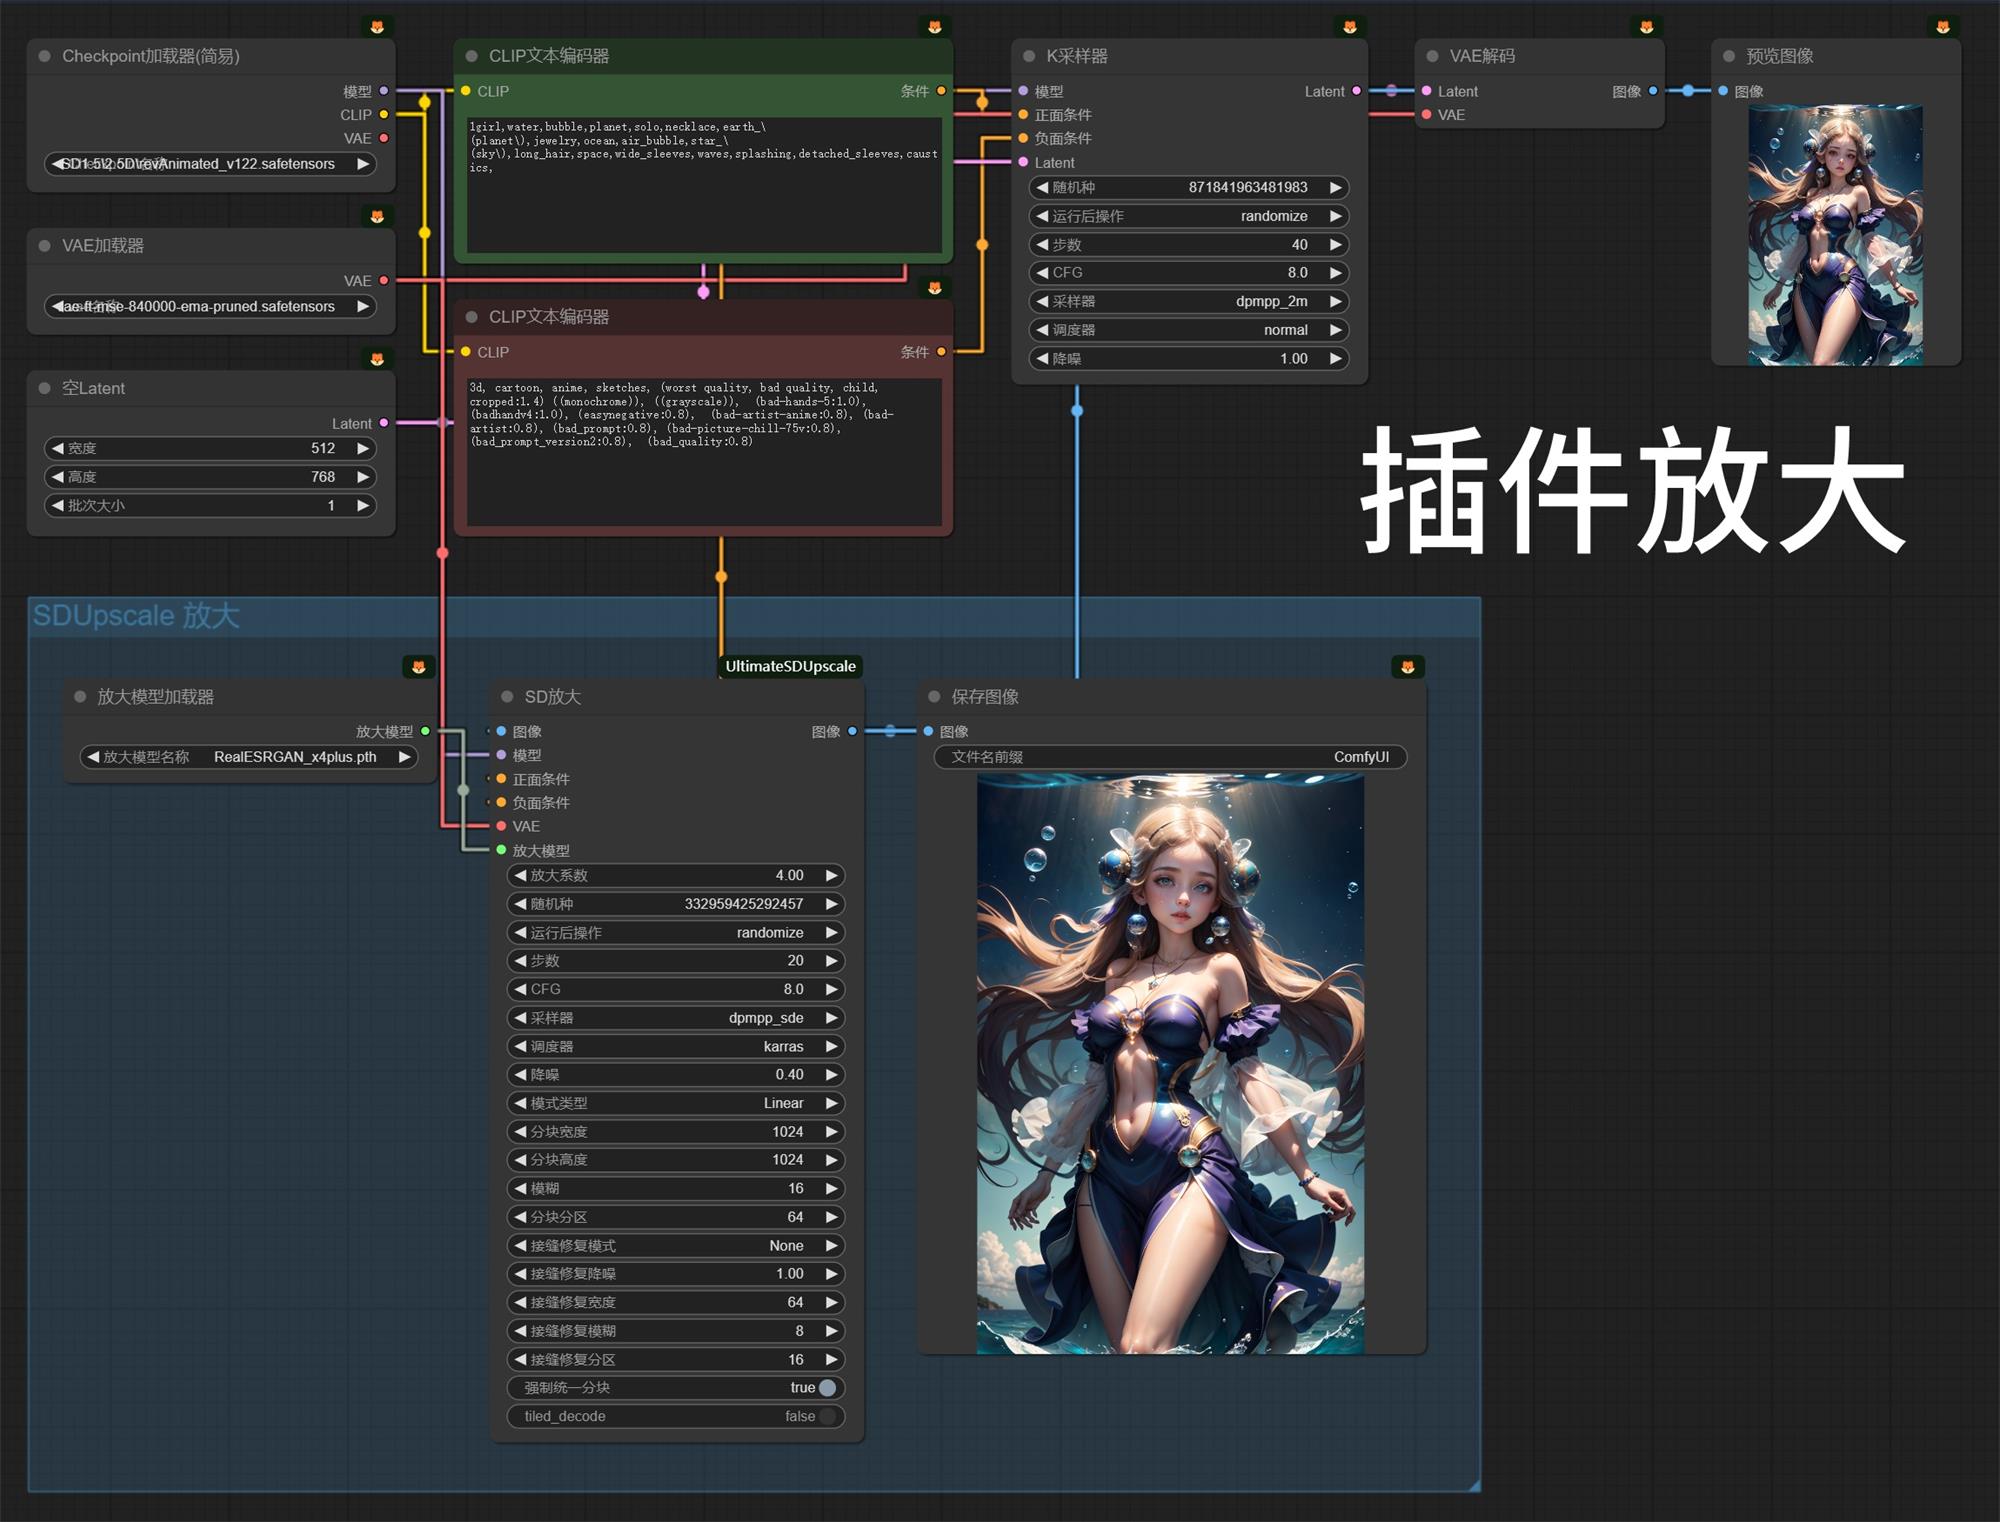 Checkpoint加载器(简易)
模型
CLIP
VAE
SD1.5\2.5D\revAnimated_v122.safetensors
VAE加载器
VAE
ae-ft-mse-840000-ema-pruned.safetensors
空Latent
Latent
宽度 512
高度 768
批次大小 1
CLIP文本编码器
CLIP 条件
1girl,water,bubble,planet,solo,necklace,earth_\
(planet\),jewelry,ocean,air_bubble,star_\
(sky\),long_hair,space,wide_sleeves,waves,splashing,detached_sleeves,caust
ics,
CLIP文本编码器
CLIP 条件
3d, cartoon, anime, sketches, (worst quality, bad quality, child,
cropped:1.4) ((monochrome)), ((grayscale)), (bad-hands-5:1.0),
(badhandv4:1.0), (easynegative:0.8), (bad-artist-anime:0.8), (bad-
artist:0.8), (bad_prompt:0.8), (bad-picture-chill-75v:0.8),
(bad_prompt_version2:0.8), (bad_quality:0.8)
K采样器
模型 Latent
正面条件
负面条件
Latent
随机种 871841963481983
运行后操作 randomize
步数 40
CFG 8.0
采样器 dpmpp_2m
调度器 normal
降噪 1.00
VAE解码
Latent 图像
VAE
预览图像
图像
插件放大
SDUpscale 放大
放大模型加载器
放大模型
放大模型名称 RealESRGAN_x4plus.pth
UltimateSDUpscale
SD放大
图像 图像
模型
正面条件
负面条件
VAE
放大模型
放大系数 4.00
随机种 332959425292457
运行后操作 randomize
步数 20
CFG 8.0
采样器 dpmpp_sde
调度器 karras
降噪 0.40
模式类型 Linear
分块宽度 1024
分块高度 1024
模糊 16
分块分区 64
接缝修复模式 None
接缝修复降噪 1.00
接缝修复宽度 64
接缝修复模糊 8
接缝修复分区 16
强制统一分块 true
tiled_decode false
保存图像
图像
文件名前缀 ComfyUI